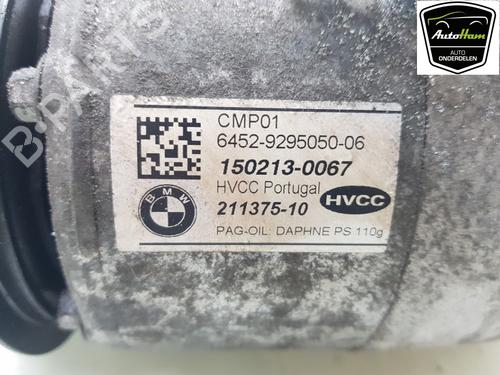 AutoHam
AUTO
ONDERDELEN
B-PARTS
CMP01
6452-9295050-06
150213-0067
HVCC Portugal
BMW
211375-10
HVCC
PAG-OIL: DAPHNE PS 110g